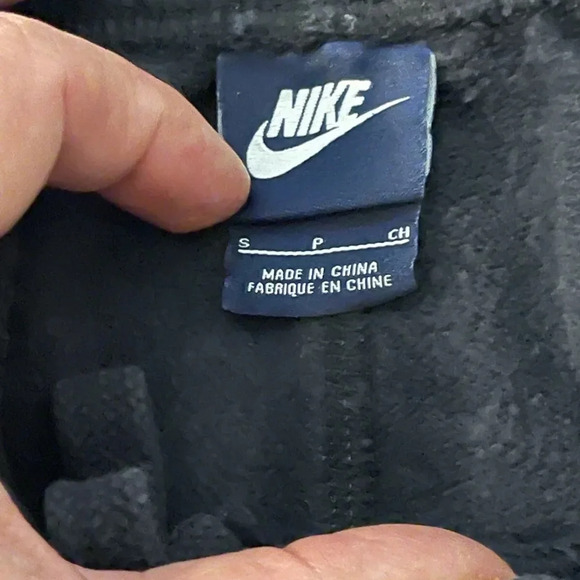 NIKE
S P CH
MADE IN CHINA
FABRIQUE EN CHINE